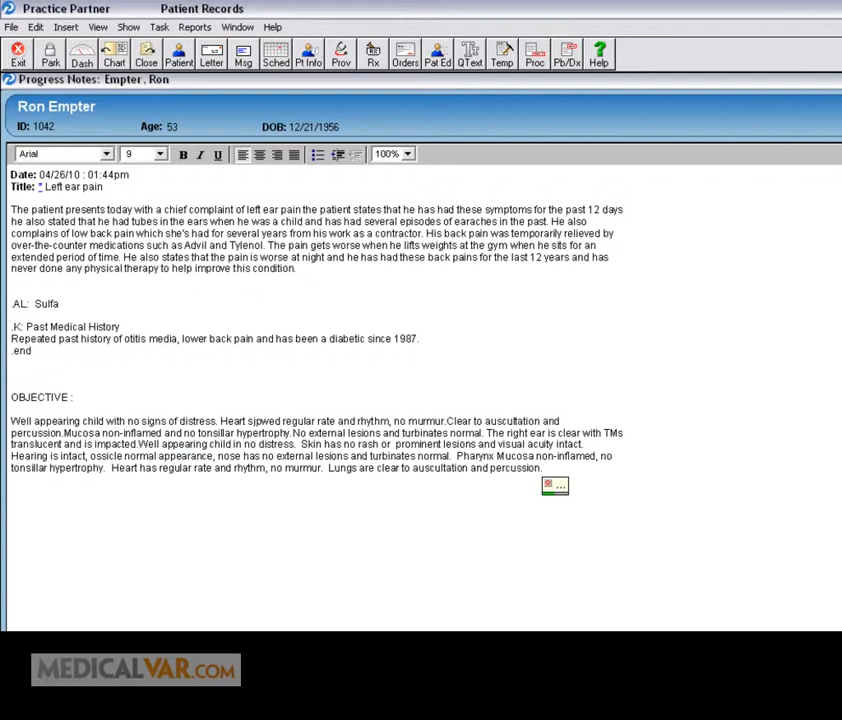 Practice Partner Patient Records
File Edit Insert View Show Task Reports Window Help
Exit Park Dash Chart Close Patient Letter Msg Sched Pt Info Prov Rx Orders Pat Ed QText Temp Proc Pb/Dx Help
Progress Notes: Empter , Ron
Ron Empter
ID: 1042 Age: 53 DOB: 12/21/1956
Arial 9 B I U 100%
Date: 04/26/10 : 01:44pm
Title: * Left ear pain
The patient presents today with a chief complaint of left ear pain the patient states that he has had these symptoms for the past 12 days
he also stated that he had tubes in the ears when he was a child and has had several episodes of earaches in the past. He also
complains of low back pain which she's had for several years from his work as a contractor. His back pain was temporarily relieved by
over-the-counter medications such as Advil and Tylenol. The pain gets worse when he lifts weights at the gym when he sits for an
extended period of time. He also states that the pain is worse at night and he has had these back pains for the last 12 years and has
never done any physical therapy to help improve this condition.
.AL: Sulfa
.K: Past Medical History
Repeated past history of otitis media, lower back pain and has been a diabetic since 1987.
.end
OBJECTIVE :
Well appearing child with no signs of distress. Heart sjpwed regular rate and rhythm, no murmur.Clear to auscultation and
percussion.Mucosa non-inflamed and no tonsillar hypertrophy.No external lesions and turbinates normal. The right ear is clear with TMs
translucent and is impacted.Well appearing child in no distress. Skin has no rash or prominent lesions and visual acuity intact.
Hearing is intact, ossicle normal appearance, nose has no external lesions and turbinates normal. Pharynx Mucosa non-inflamed, no
tonsillar hypertrophy. Heart has regular rate and rhythm, no murmur. Lungs are clear to auscultation and percussion.
...
MEDICALVAR.COM